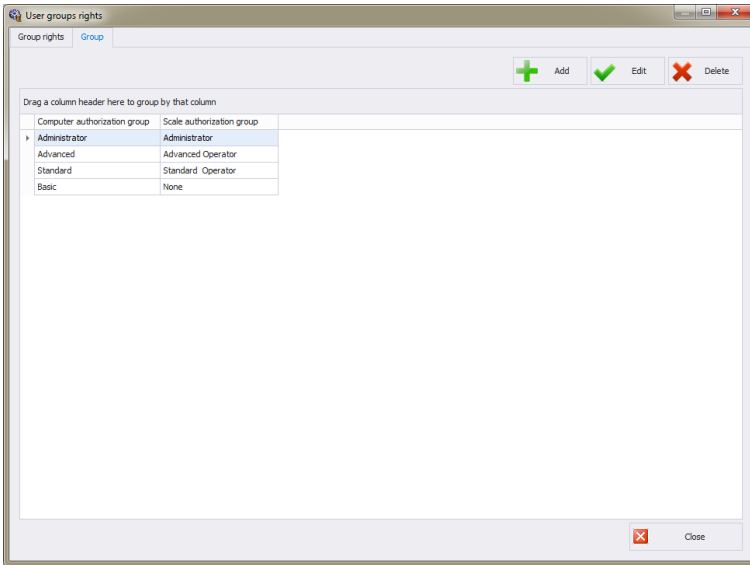 User groups rights
Group rights Group
Add Edit Delete
Drag a column header here to group by that column
Computer authorization group Scale authorization group
Administrator Administrator
Advanced Advanced Operator
Standard Standard Operator
Basic None
Close